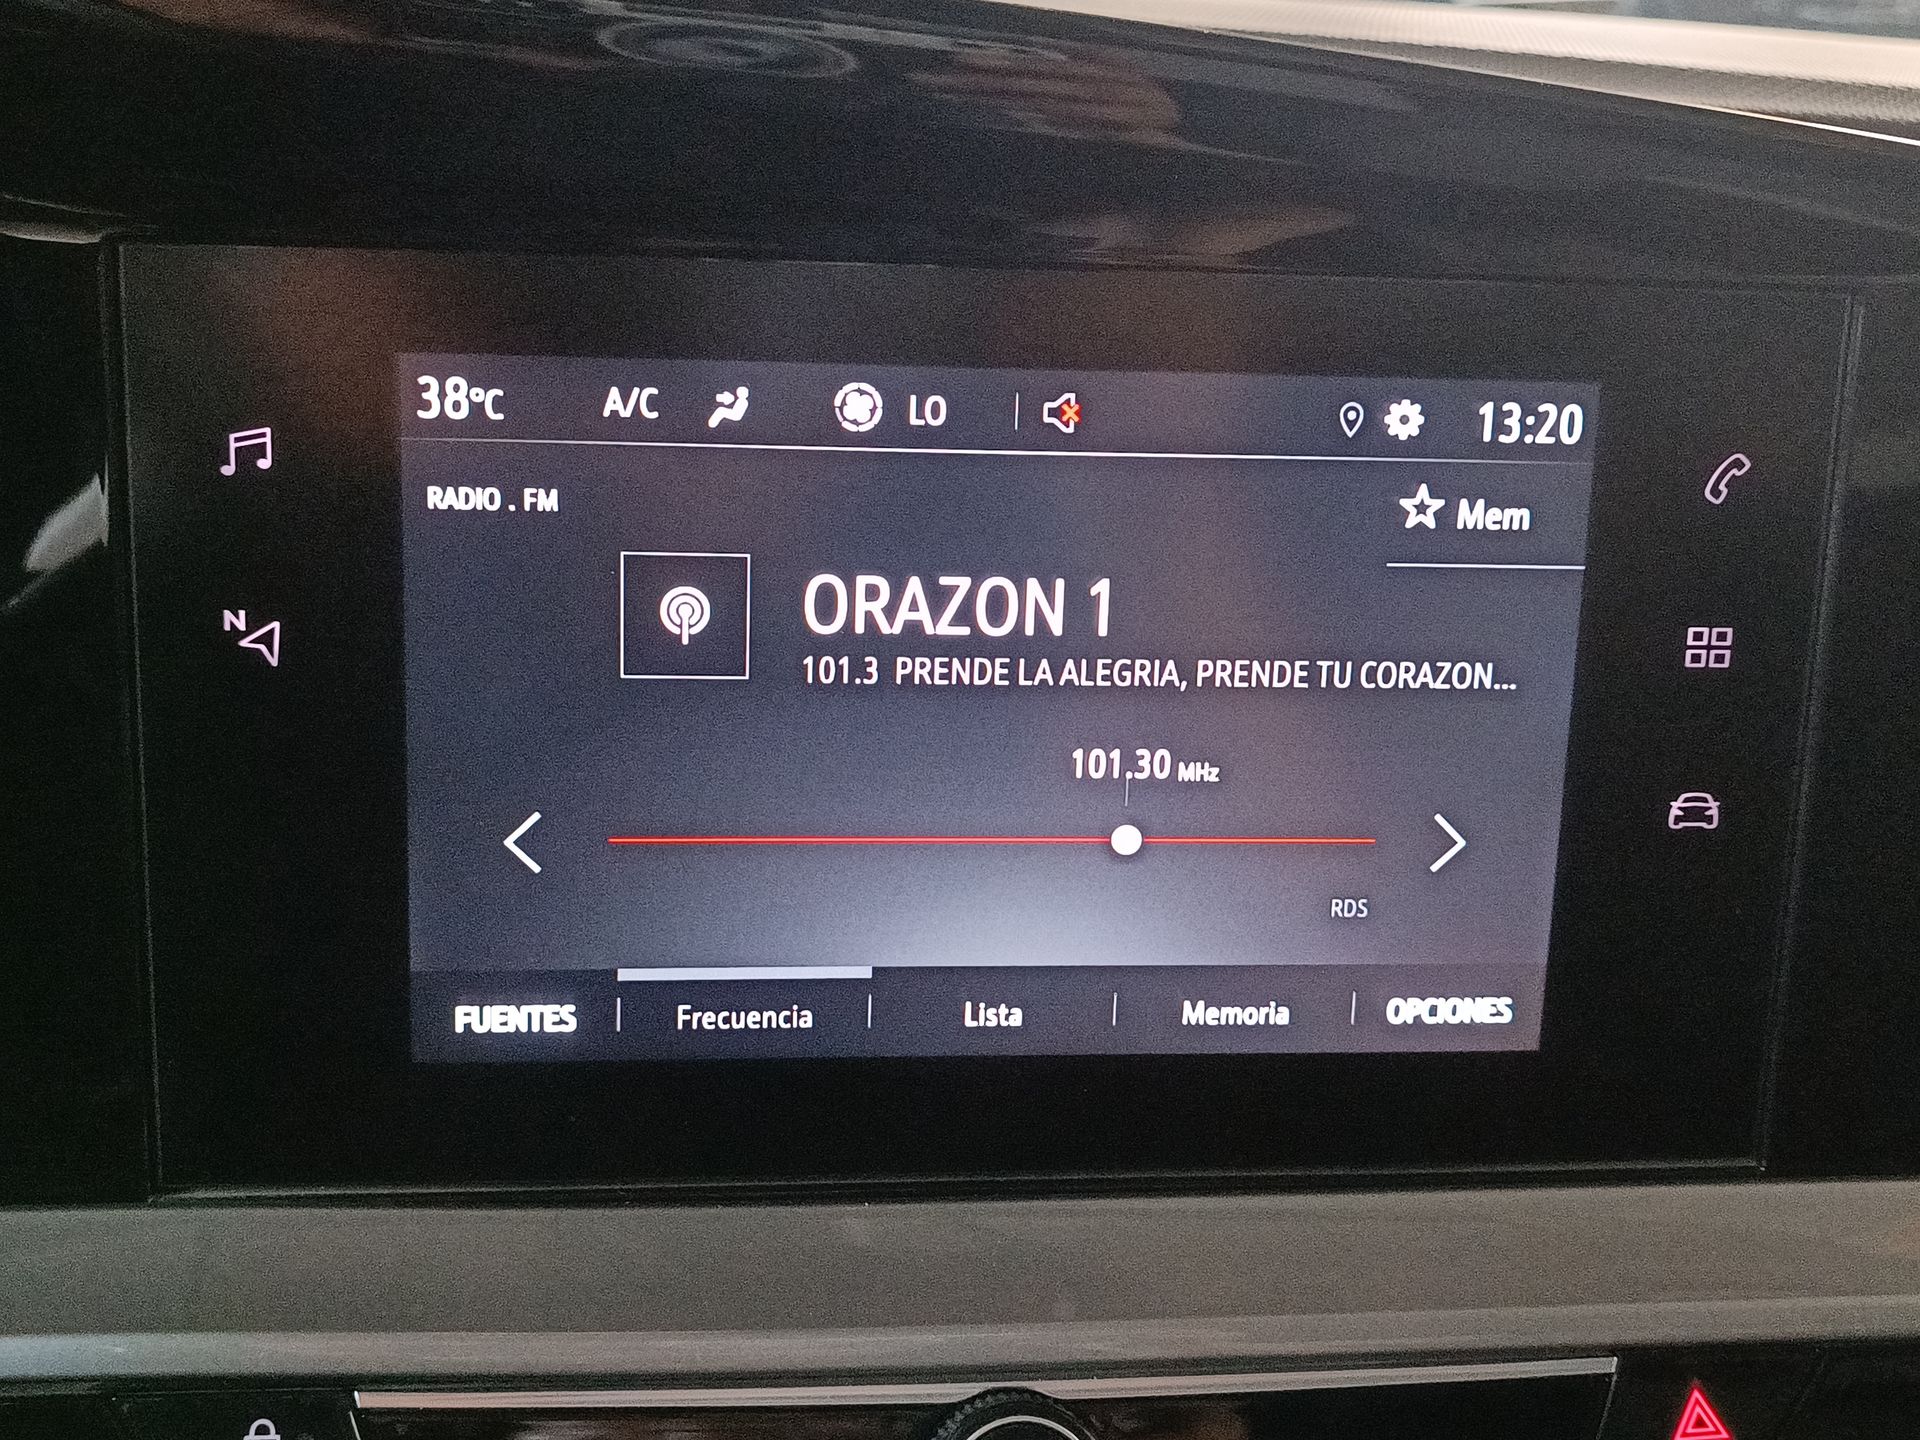 38°C A/C LO 13:20
RADIO . FM
Mem
ORAZON 1
101.3 PRENDE LA ALEGRIA, PRENDE TU CORAZON...
101.30 MHz
RDS
FUENTES Frecuencia Lista Memoria OPCIONES
N